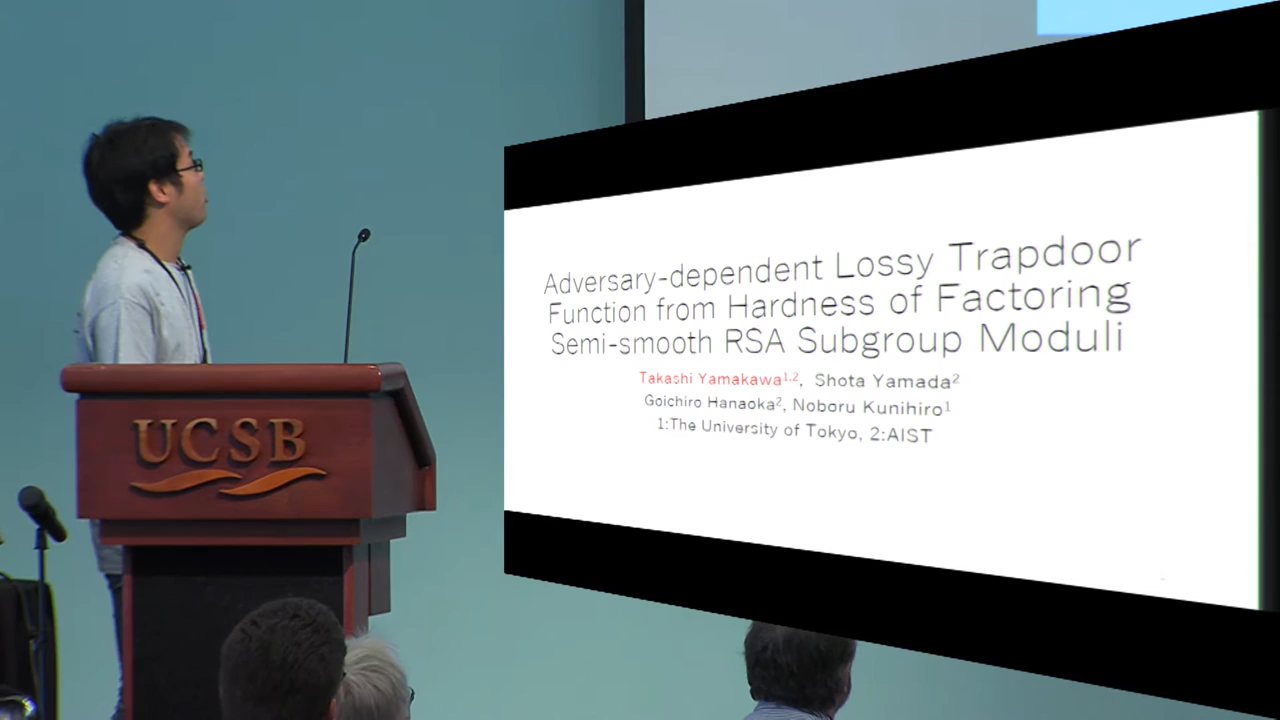 UCSB
Adversary-dependent Lossy Trapdoor
Function from Hardness of Factoring
Semi-smooth RSA Subgroup Moduli
Takashi Yamakawa1,2, Shota Yamada2
Goichiro Hanaoka2, Noboru Kunihiro1
1:The University of Tokyo, 2:AIST